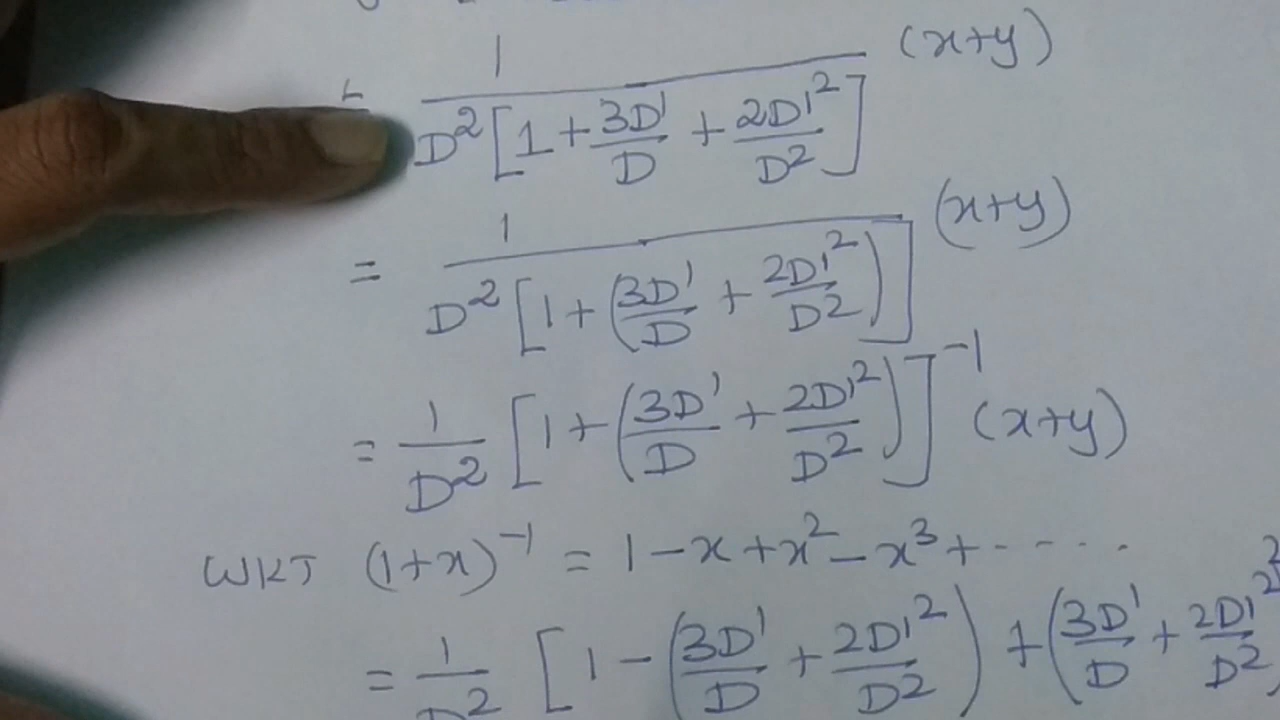 1/D²[1 + 3D'/D + 2D'²/D²] (x+y)
= 1/D²[1 + (3D'/D + 2D'²/D²)] (x+y)
= 1/D² [1 + (3D'/D + 2D'²/D²)]⁻¹ (x+y)
WKT (1+x)⁻¹ = 1 - x + x² - x³ + - - - - .
= 1/D² [1 - (3D'/D + 2D'²/D²) + (3D'/D + 2D'²/D²)²